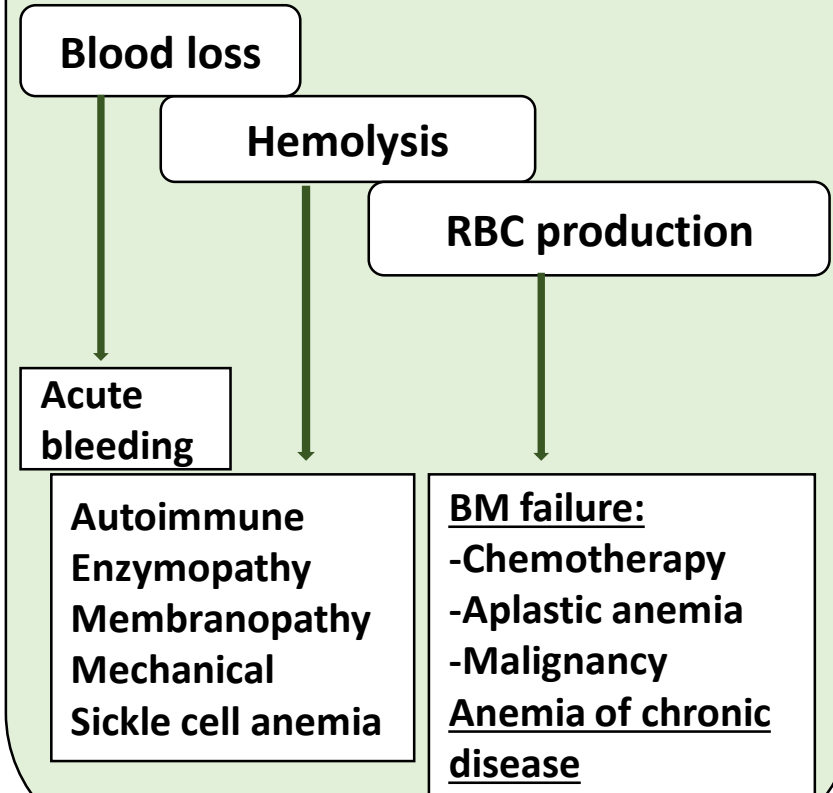 Blood loss
Hemolysis
RBC production
Acute
bleeding
Autoimmune
Enzymopathy
Membranopathy
Mechanical
Sickle cell anemia
BM failure:
-Chemotherapy
-Aplastic anemia
-Malignancy
Anemia of chronic
disease